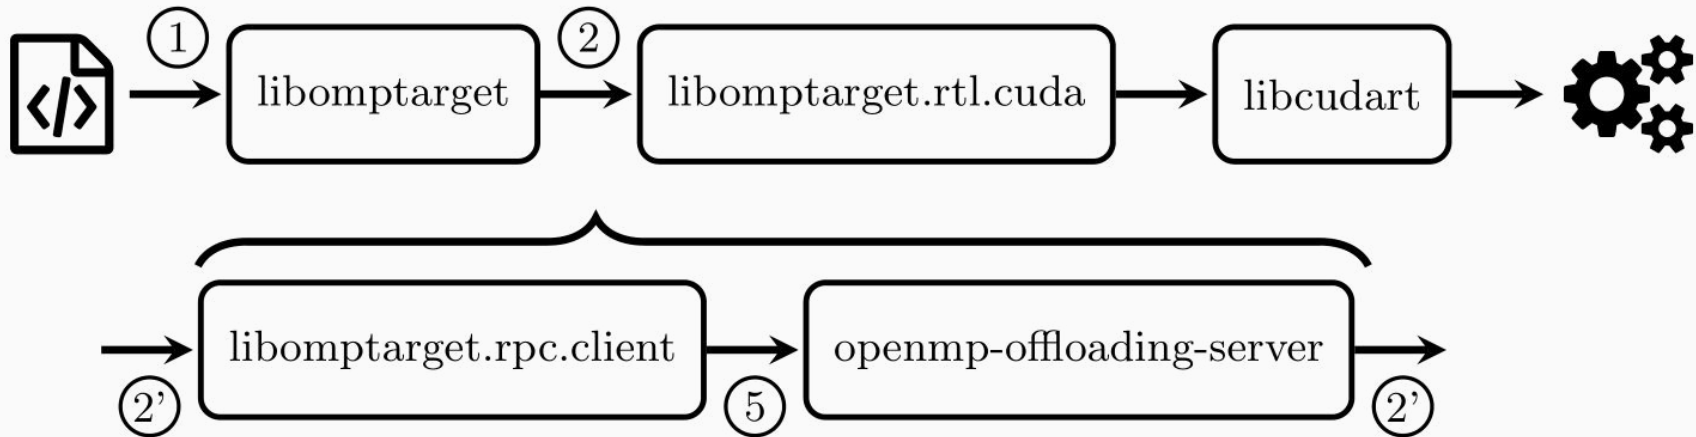 1 2
</> libomptarget libomptarget.rtl.cuda libcudart
libomptarget.rpc.client openmp-offloading-server
2' 5 2'